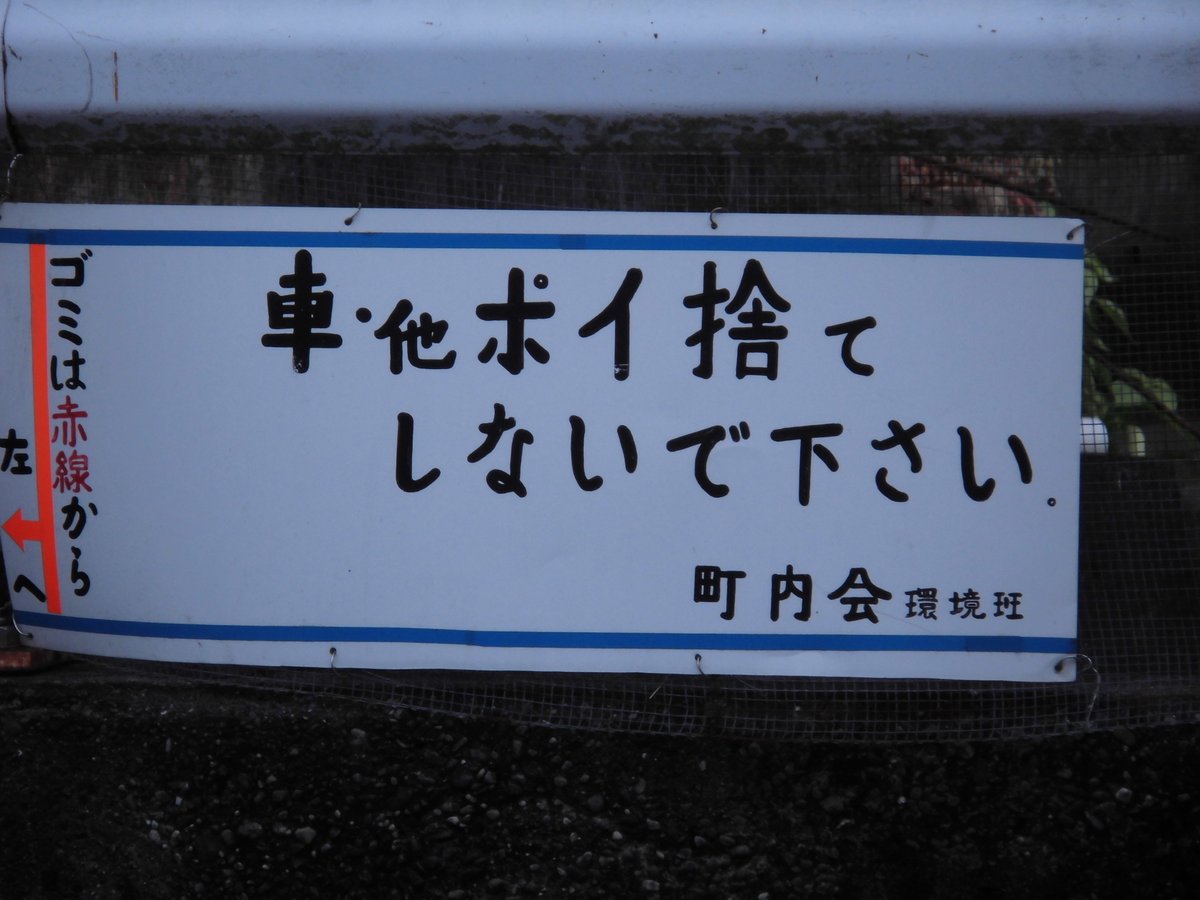 車・他ポイ捨て
しないで下さい。
町内会環境班
ゴミは赤線から
左へ